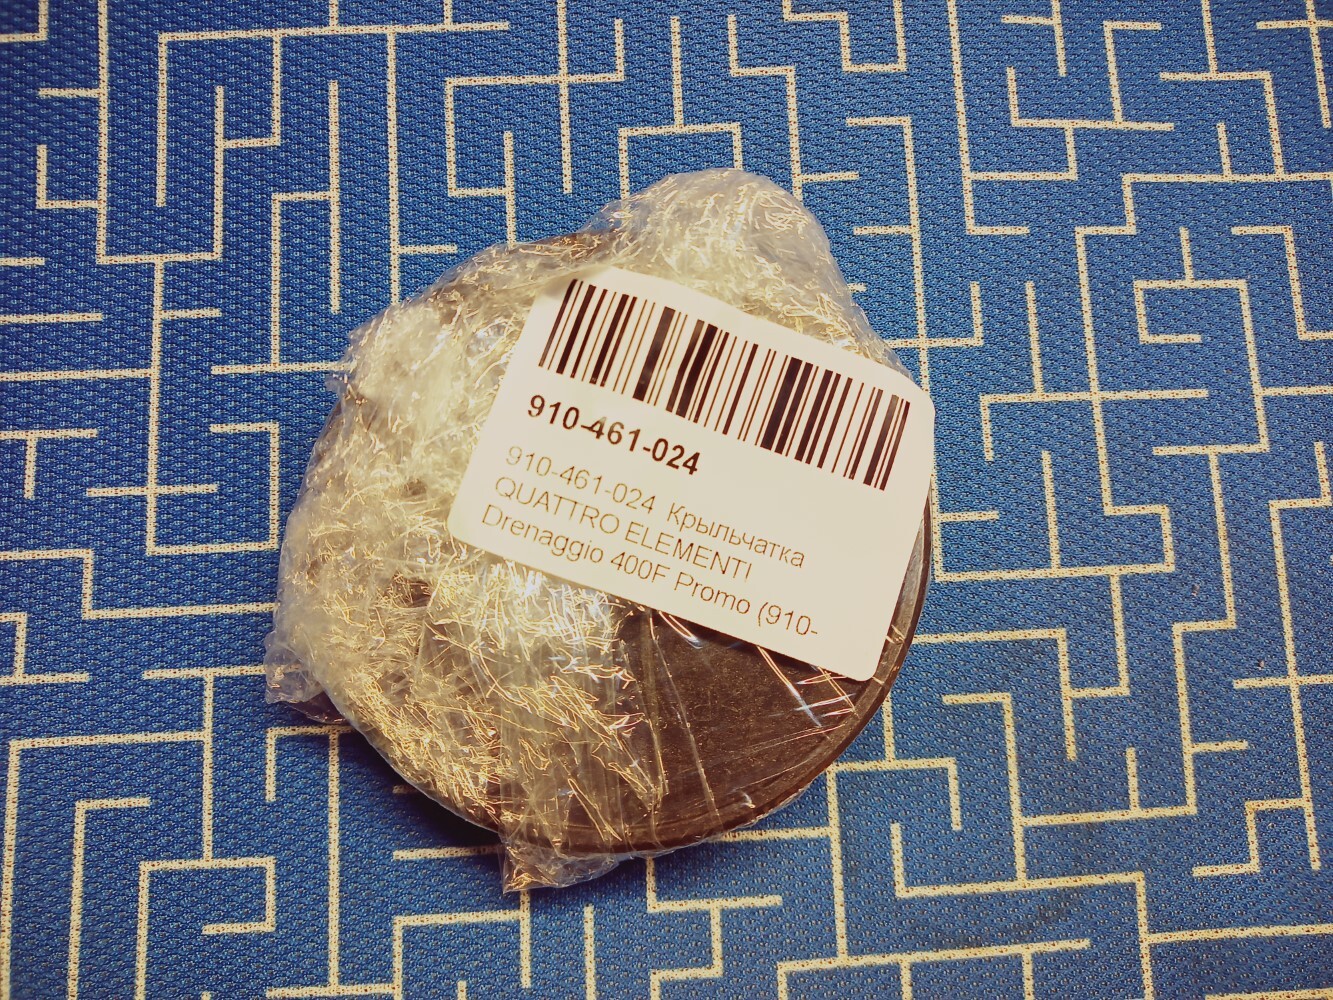 910-461-024
910-461-024 Крыльчатка
QUATTRO ELEMENTI
Drenaggio 400F Promo (910-